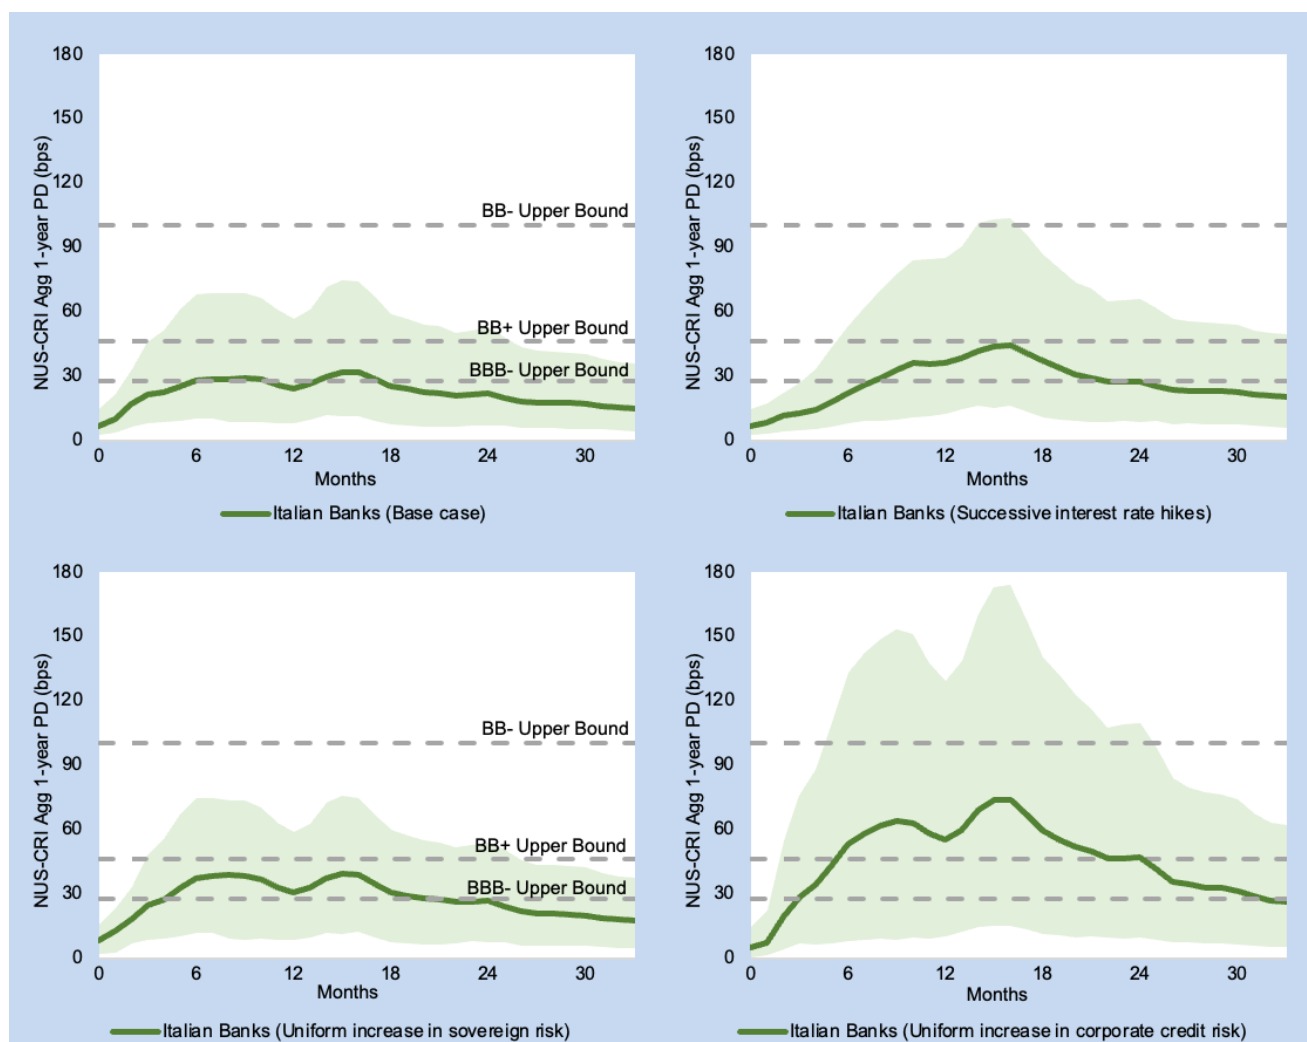 NUS-CRI Agg 1-year PD (bps)
180
150
120
90
60
30
0
BB- Upper Bound
BB+ Upper Bound
BBB- Upper Bound
0 6 12 18 24 30
Months
Italian Banks (Base case)
NUS-CRI Agg 1-year PD (bps)
180
150
120
90
60
30
0
0 6 12 18 24 30
Months
Italian Banks (Successive interest rate hikes)
NUS-CRI Agg 1-year PD (bps)
180
150
120
90
60
30
0
BB- Upper Bound
BB+ Upper Bound
BBB- Upper Bound
0 6 12 18 24 30
Months
Italian Banks (Uniform increase in sovereign risk)
NUS-CRI Agg 1-year PD (bps)
180
150
120
90
60
30
0
0 6 12 18 24 30
Months
Italian Banks (Uniform increase in corporate credit risk)